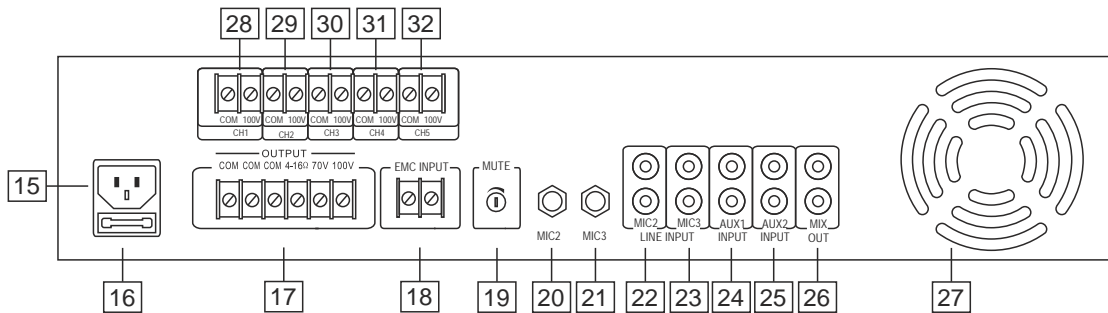 28 29 30 31 32
COM 100V COM 100V COM 100V COM 100V COM 100V
CH1 CH2 CH3 CH4 CH5
OUTPUT
COM COM COM 4-16Ω 70V 100V
EMC INPUT
MUTE
15
MIC2 MIC3
MIC2 MIC3 AUX1 AUX2 MIX
LINE INPUT INPUT INPUT OUT
16 17 18 19 20 21 22 23 24 25 26 27